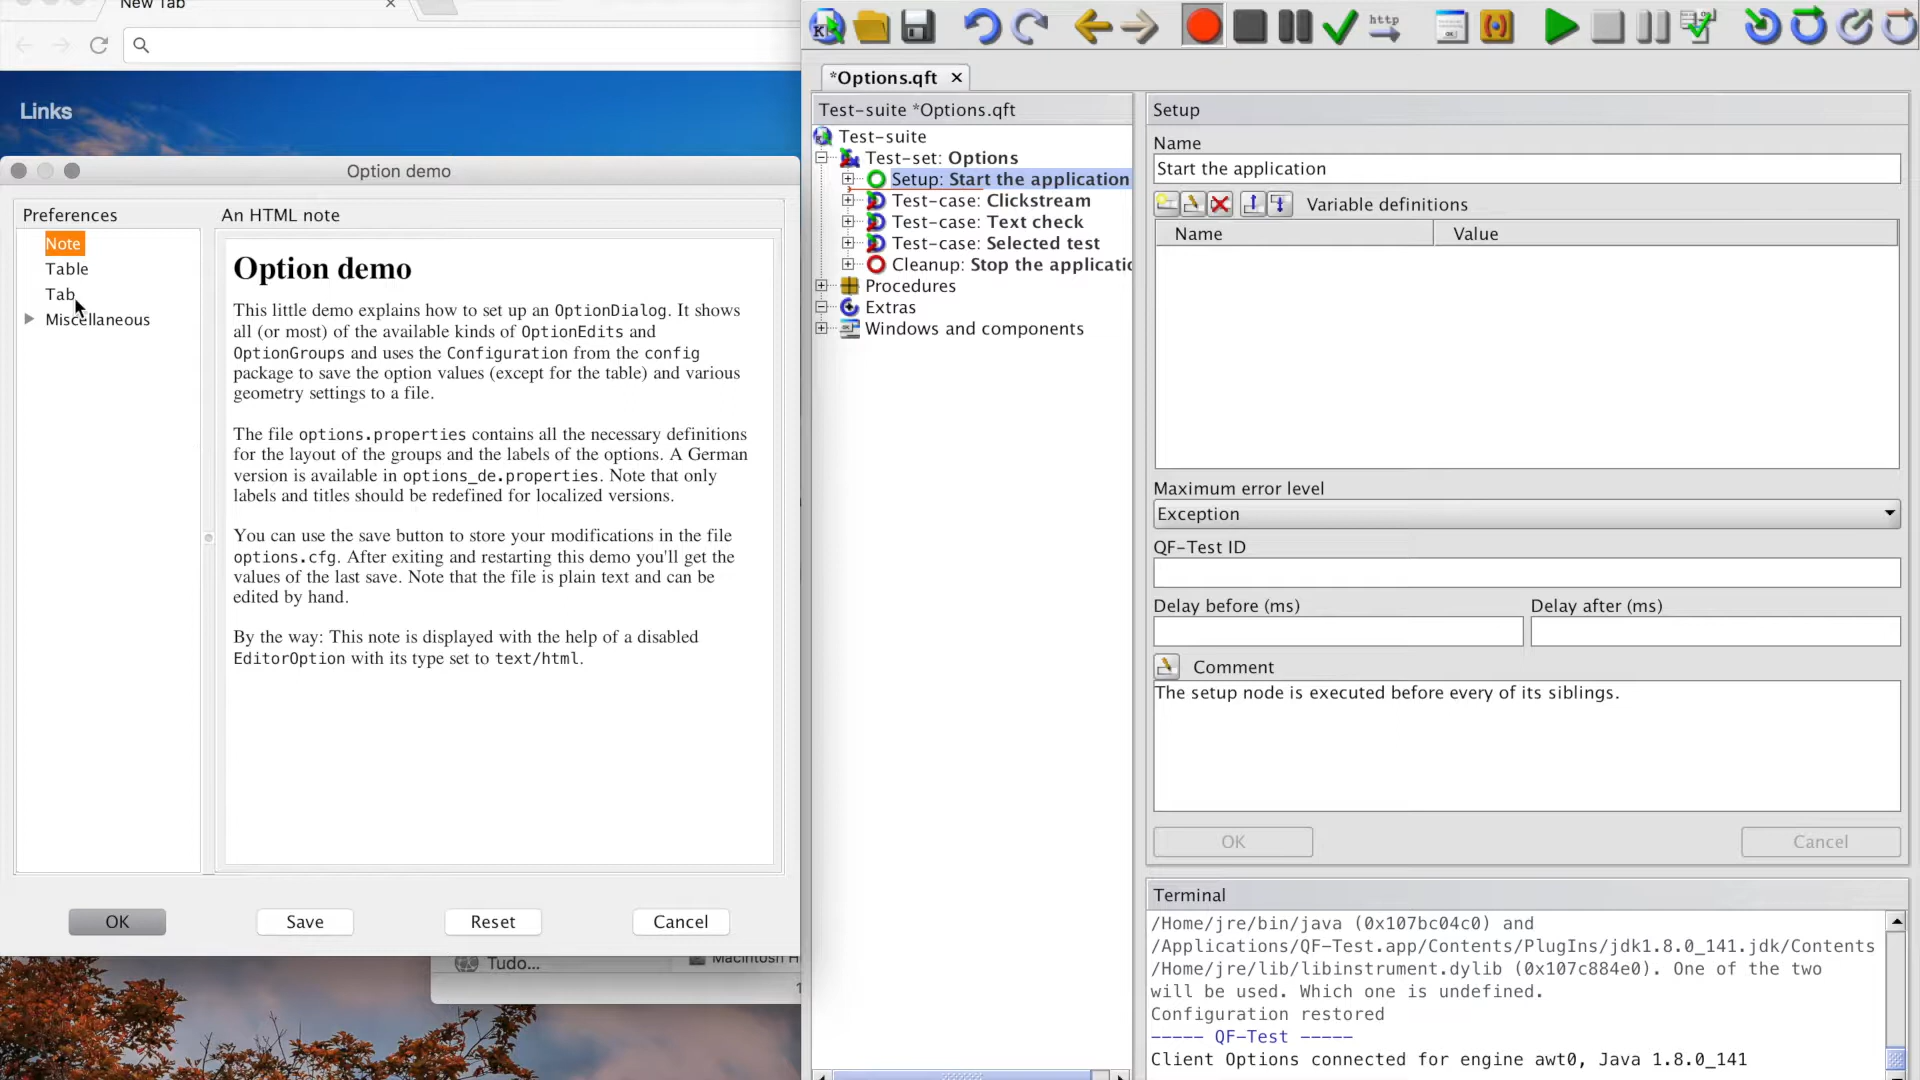 New Tab
Links
Option demo
Preferences
Note
Table
Tab
Miscellaneous
An HTML note
Option demo
This little demo explains how to set up an OptionDialog. It shows
all (or most) of the available kinds of OptionEdits and
OptionGroups and uses the Configuration from the config
package to save the option values (except for the table) and various
geometry settings to a file.
The file options.properties contains all the necessary definitions
for the layout of the groups and the labels of the options. A German
version is available in options_de.properties. Note that only
labels and titles should be redefined for localized versions.
You can use the save button to store your modifications in the file
options.cfg. After exiting and restarting this demo you'll get the
values of the last save. Note that the file is plain text and can be
edited by hand.
By the way: This note is displayed with the help of a disabled
EditorOption with its type set to text/html.
OK
Save
Reset
Cancel
Tudo...
Macintosh H
http
*Options.qft
Test-suite *Options.qft
Test-suite
Test-set: Options
Setup: Start the application
Test-case: Clickstream
Test-case: Text check
Test-case: Selected test
Cleanup: Stop the applicatic
Procedures
Extras
Windows and components
Setup
Name
Start the application
Variable definitions
Name Value
Maximum error level
Exception
QF-Test ID
Delay before (ms) Delay after (ms)
Comment
The setup node is executed before every of its siblings.
OK
Cancel
Terminal
/Home/jre/bin/java (0x107bc04c0) and
/Applications/QF-Test.app/Contents/PlugIns/jdk1.8.0_141.jdk/Contents
/Home/jre/lib/libinstrument.dylib (0x107c884e0). One of the two
will be used. Which one is undefined.
Configuration restored
----- QF-Test -----
Client Options connected for engine awt0, Java 1.8.0_141